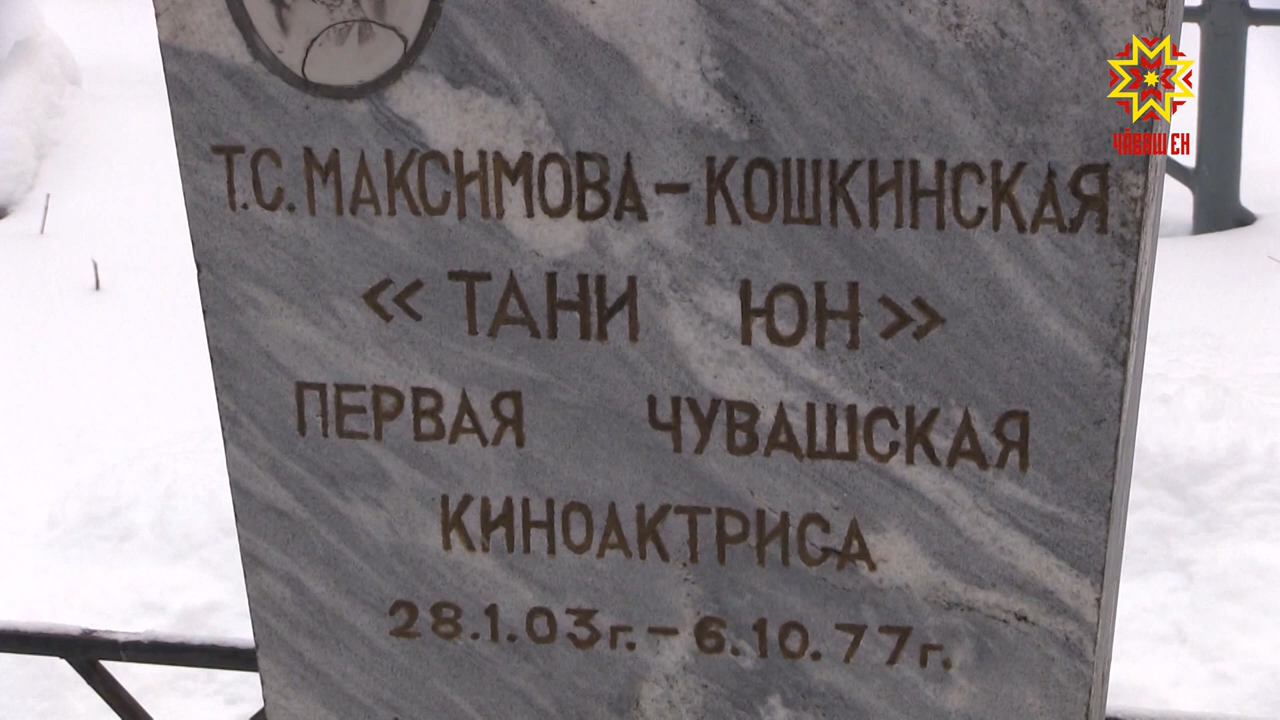 ЧӐВАШ ЕН
Т.С.МАКСИМОВА-КОШКИНСКАЯ
«ТАНИ ЮН»
ПЕРВАЯ ЧУВАШСКАЯ
КИНОАКТРИСА
28.1.03г.-6.10.77г.